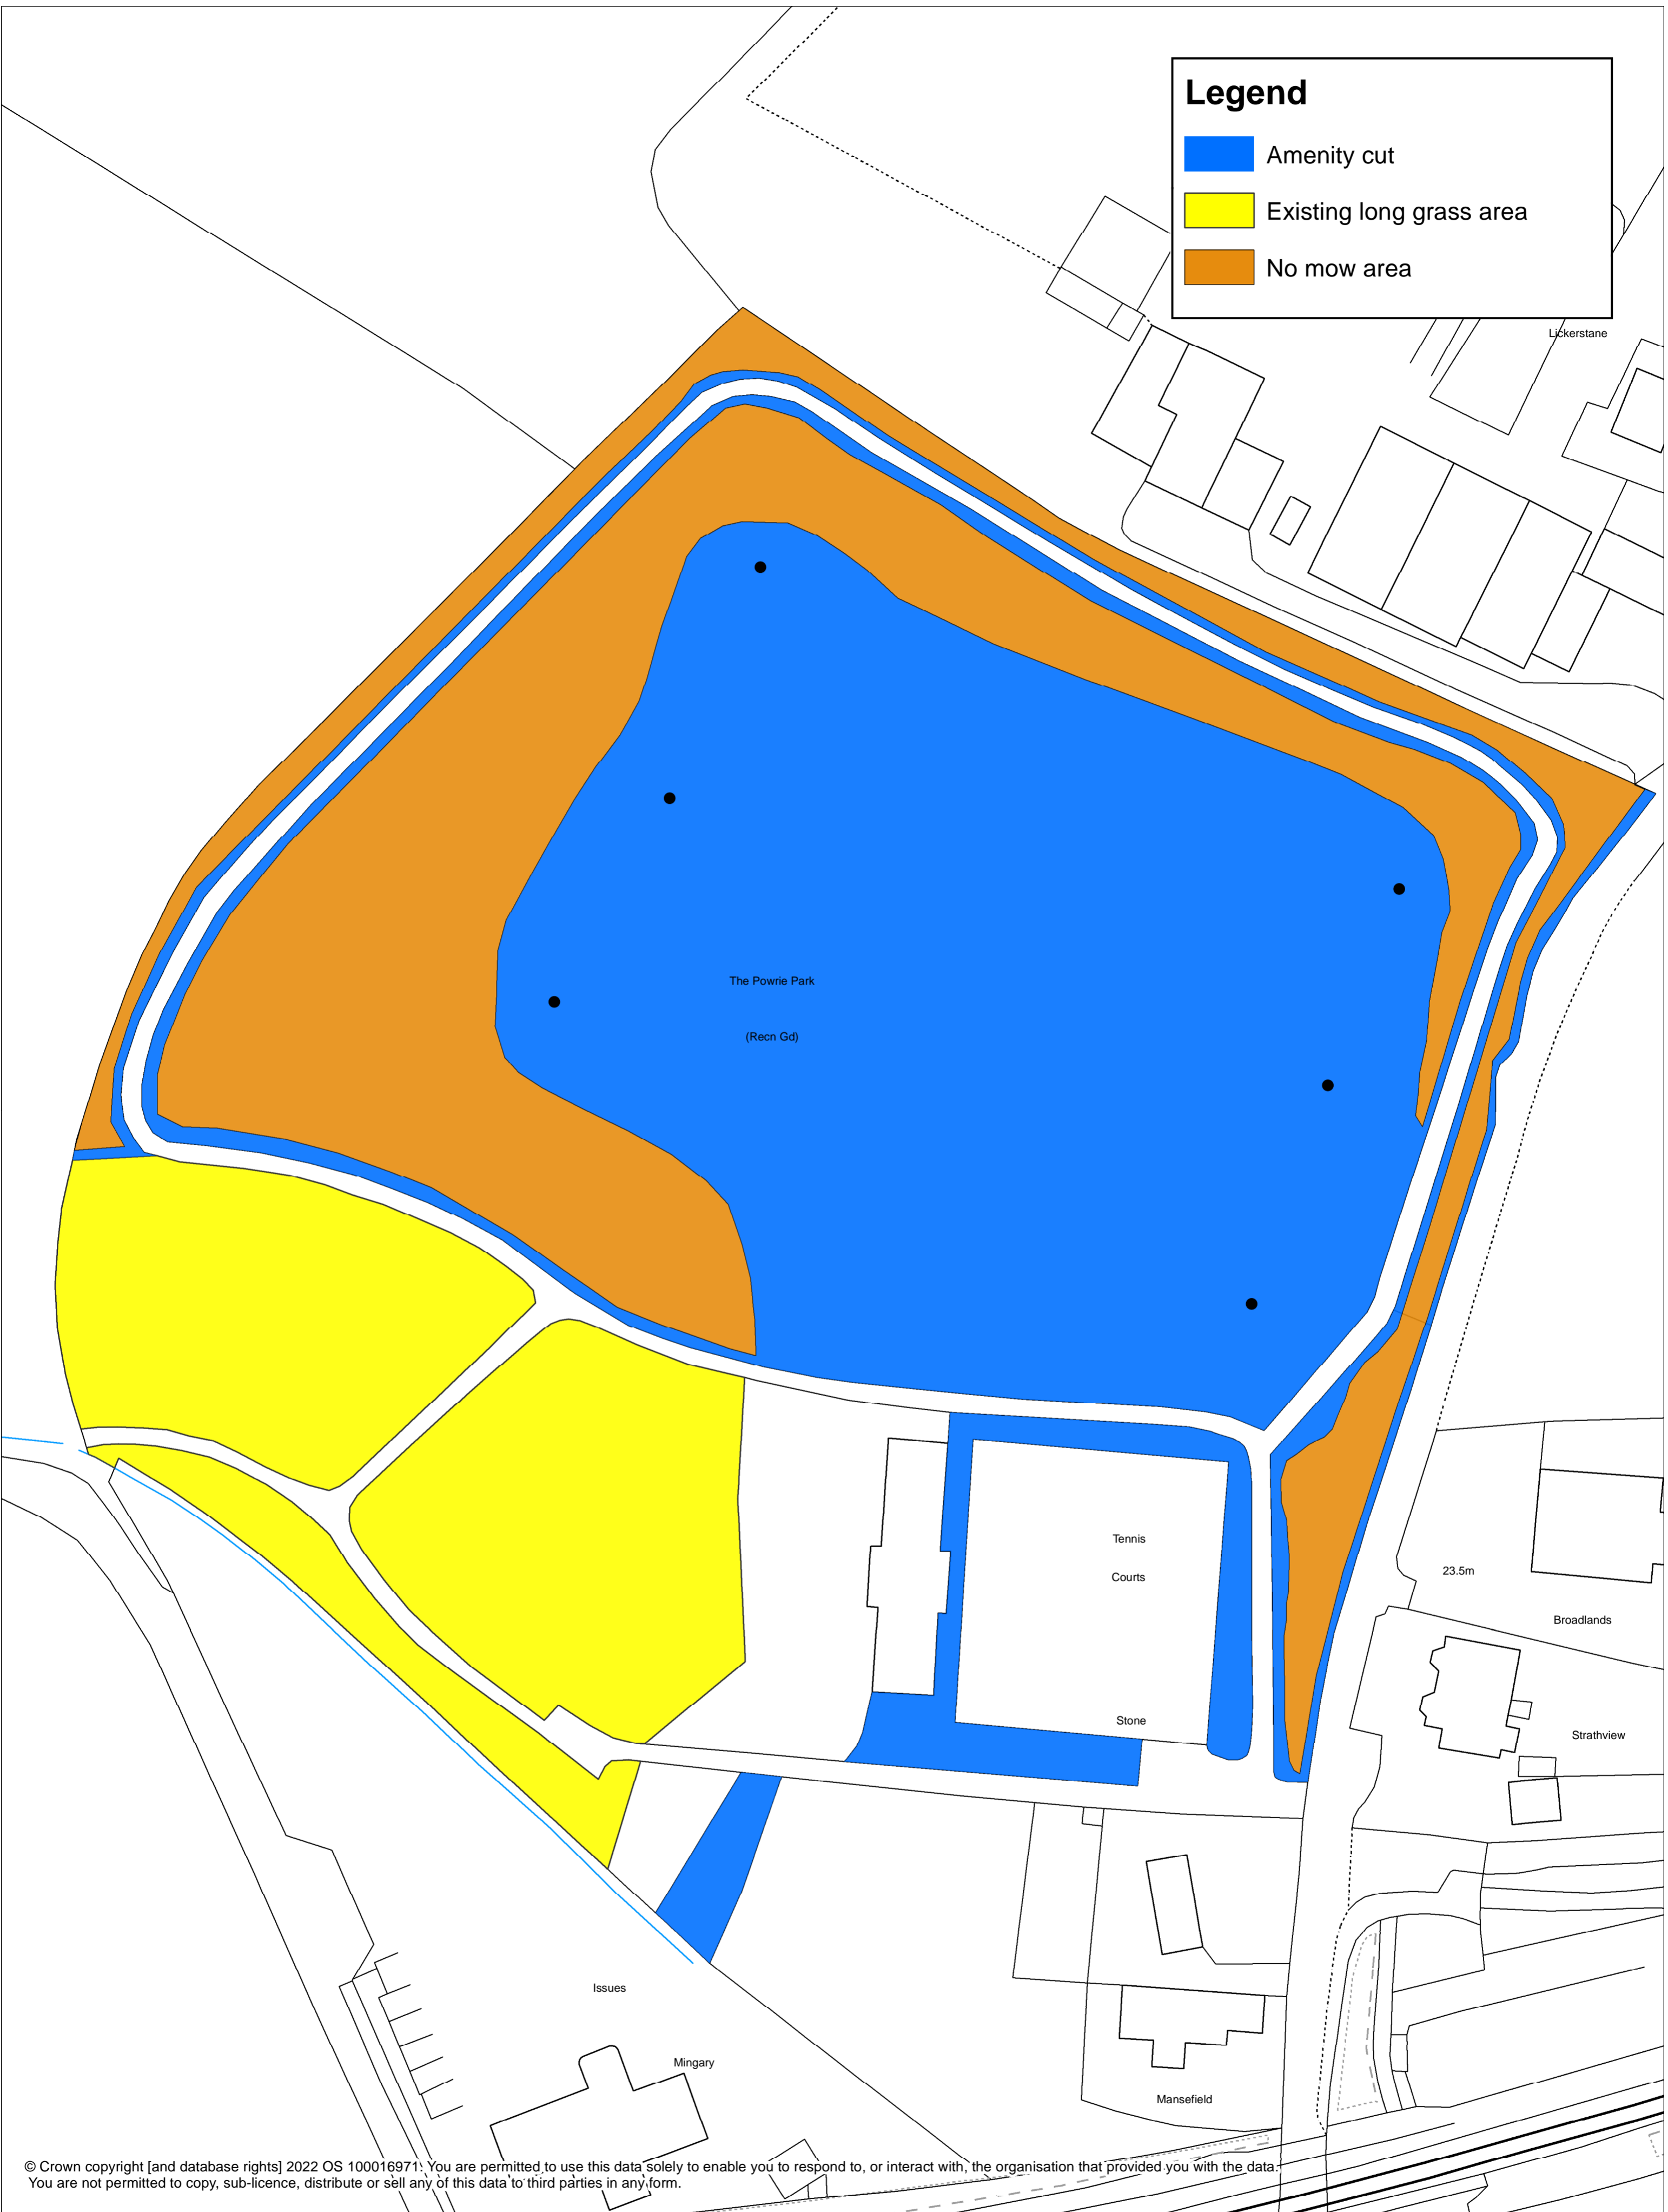 Legend
Amenity cut
Existing long grass area
No mow area
Lickerstane
The Powrie Park
(Recn Gd)
Tennis
Courts
23.5m
Broadlands
Stone
Strathview
Issues
Mingary
Mansefield
© Crown copyright [and database rights] 2022 OS 100016971. You are permitted to use this data solely to enable you to respond to, or interact with, the organisation that provided you with the data.
You are not permitted to copy, sub-licence, distribute or sell any of this data to third parties in any form.